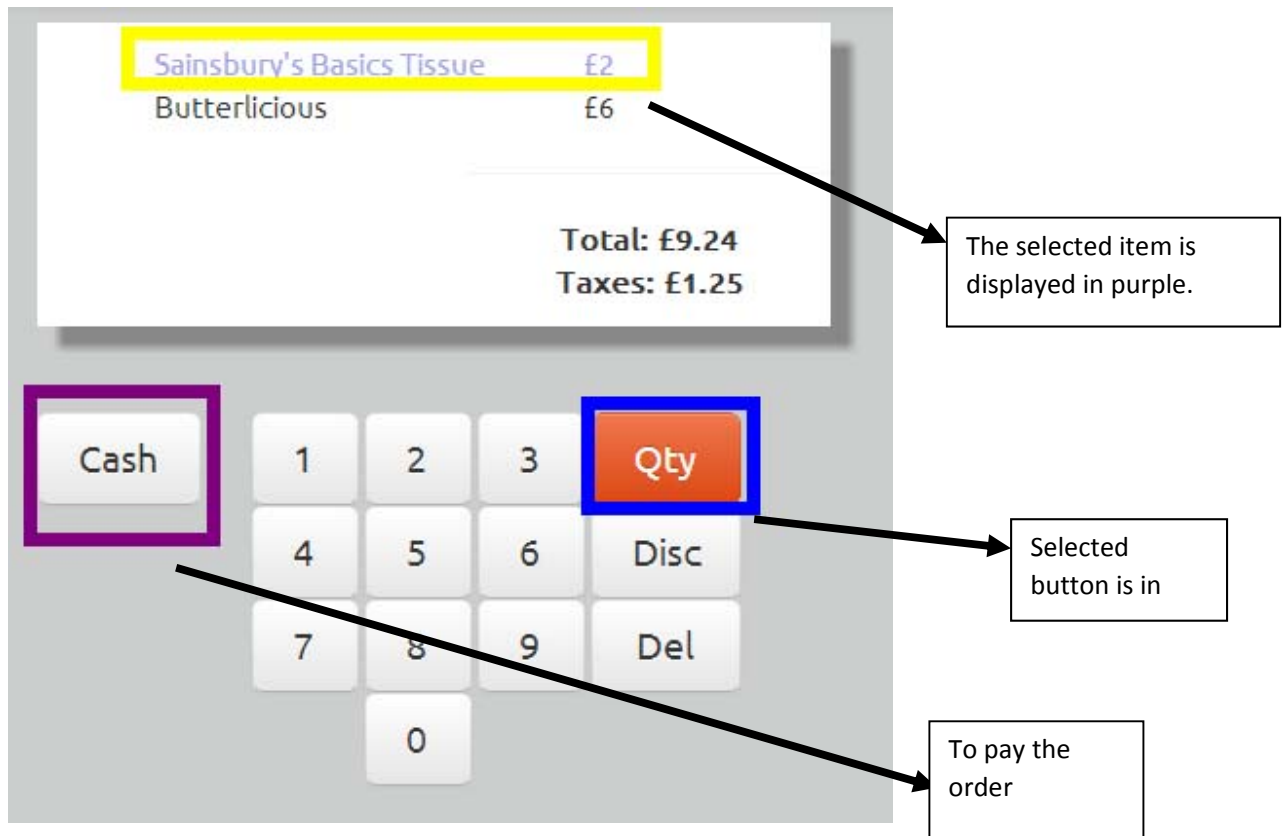 Sainsbury's Basics Tissue £2
Butterlicious £6
Total: £9.24
Taxes: £1.25
The selected item is
displayed in purple.
Cash 1 2 3 Qty
4 5 6 Disc
7 8 9 Del
0
Selected
button is in
To pay the
order